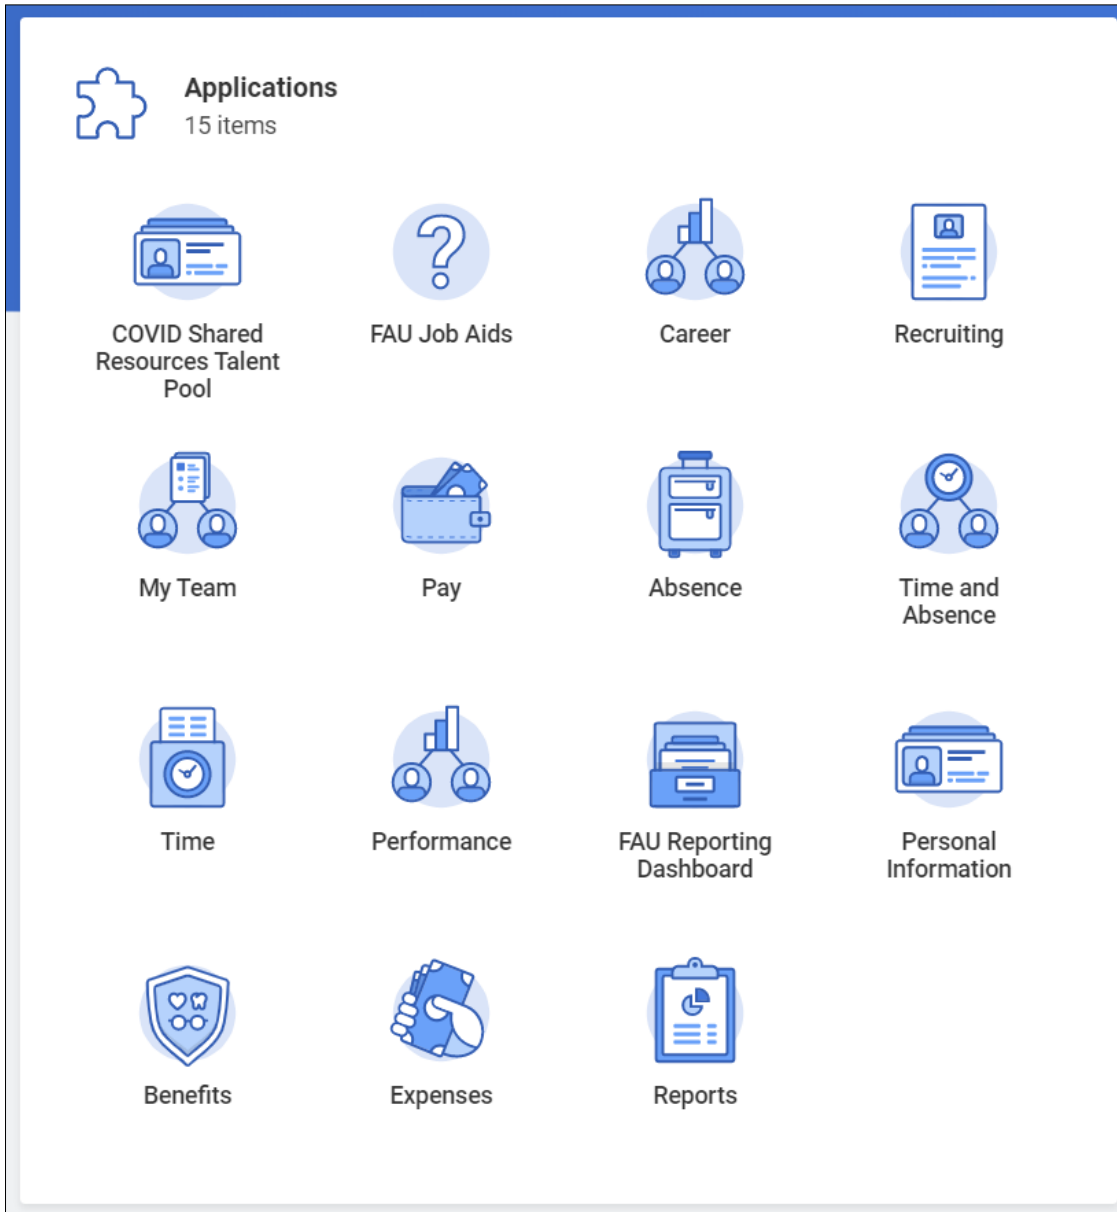 Applications
15 items
COVID Shared
Resources Talent
Pool
FAU Job Aids
Career
Recruiting
My Team
Pay
Absence
Time and
Absence
Time
Performance
FAU Reporting
Dashboard
Personal
Information
Benefits
Expenses
Reports